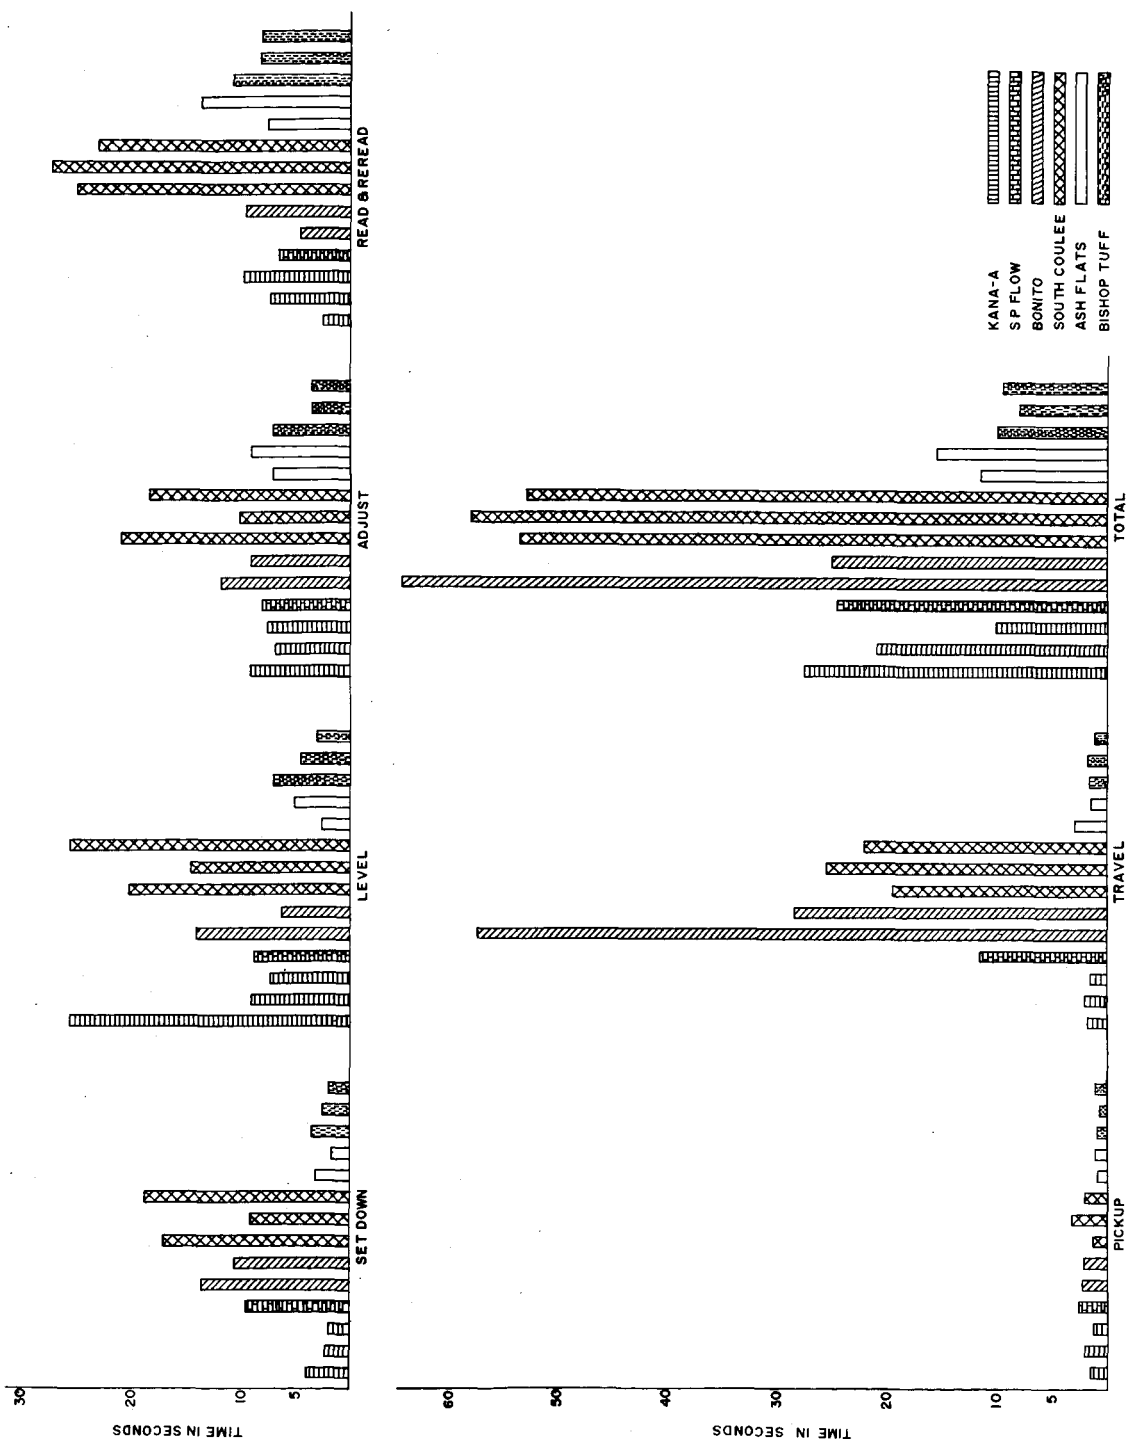 TIME IN SECONDS
30
20
10
5
SET DOWN
LEVEL
ADJUST
READ & REREAD
TIME IN SECONDS
60
50
40
30
20
10
5
PICKUP
TRAVEL
TOTAL
KANA-A
SP FLOW
BONITO
SOUTH COULEE
ASH FLATS
BISHOP TUFF